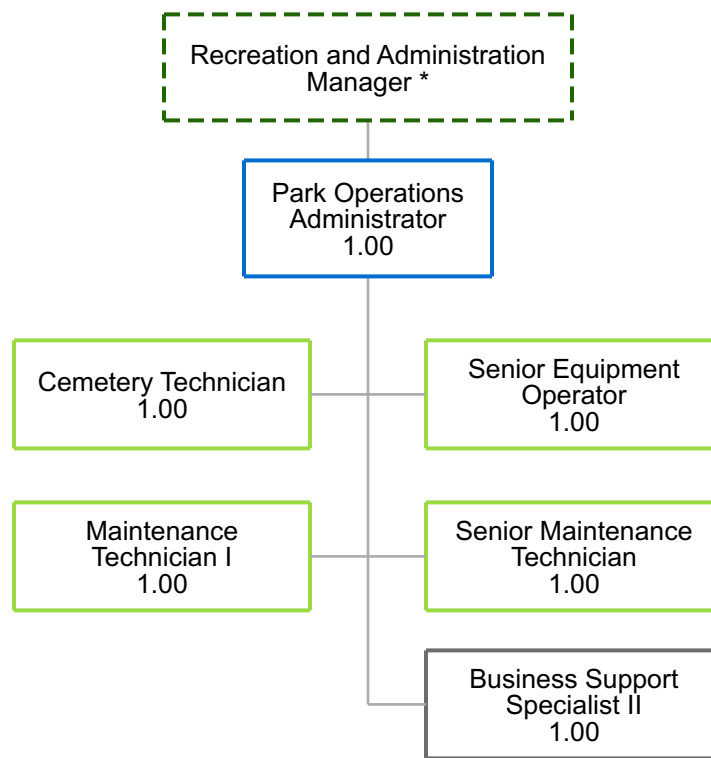 Recreation and Administration
Manager *
Park Operations
Administrator
1.00
Cemetery Technician
1.00
Senior Equipment
Operator
1.00
Maintenance
Technician I
1.00
Senior Maintenance
Technician
1.00
Business Support
Specialist II
1.00